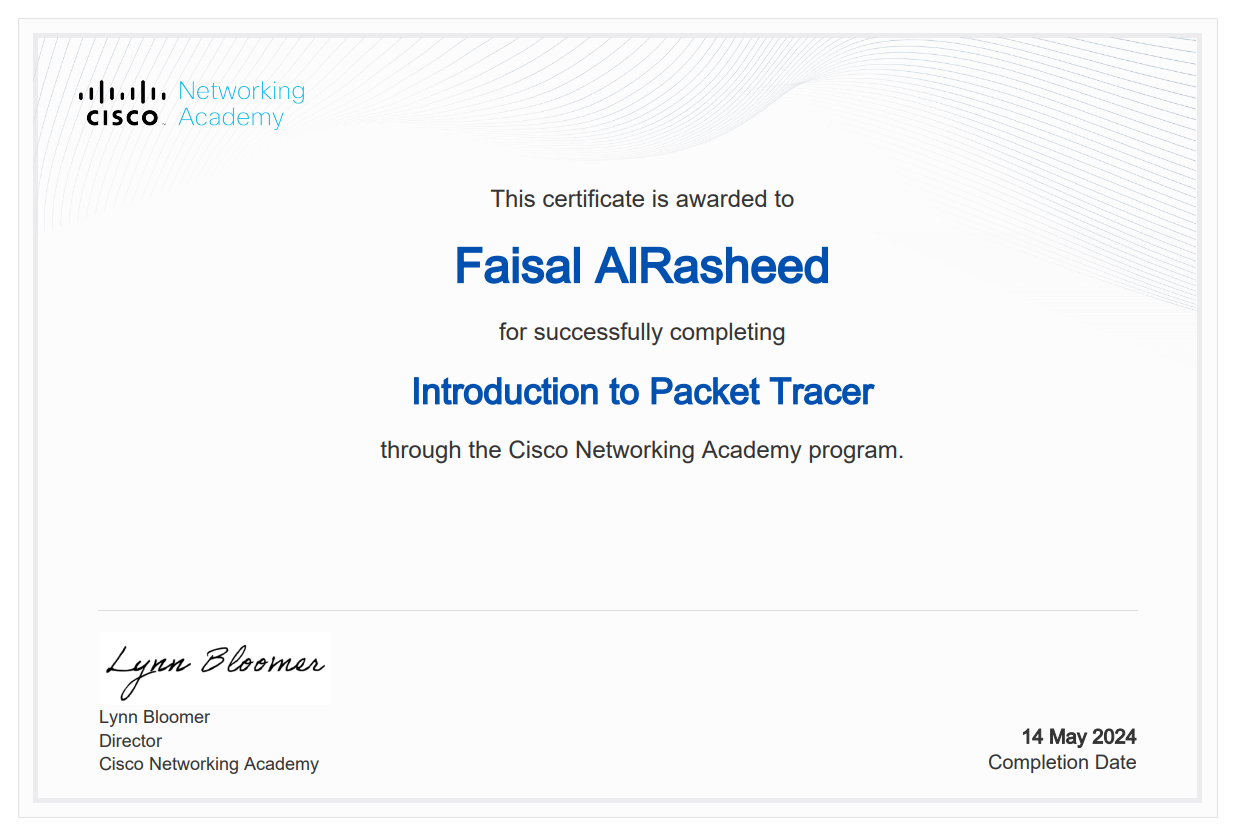 Networking
CISCO Academy
This certificate is awarded to
Faisal AlRasheed
for successfully completing
Introduction to Packet Tracer
through the Cisco Networking Academy program.
Lynn Bloomer
Lynn Bloomer
Director
Cisco Networking Academy
14 May 2024
Completion Date